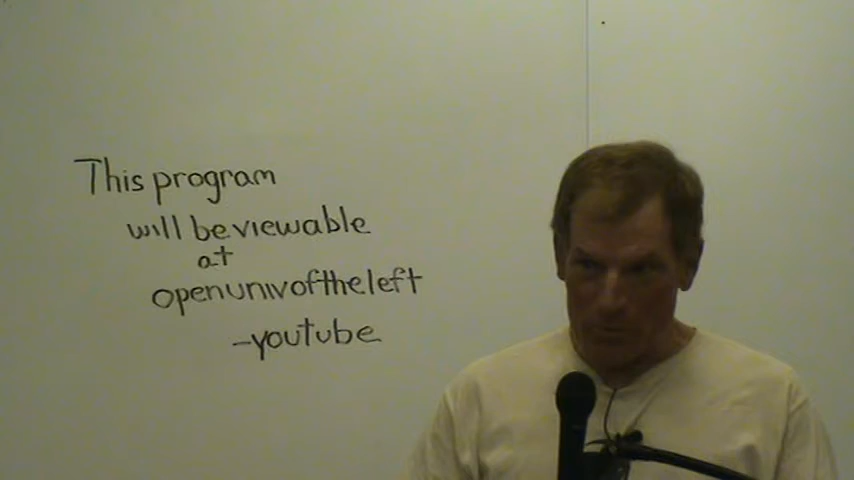 This program
will be viewable
at
openunivoftheleft
-youtube